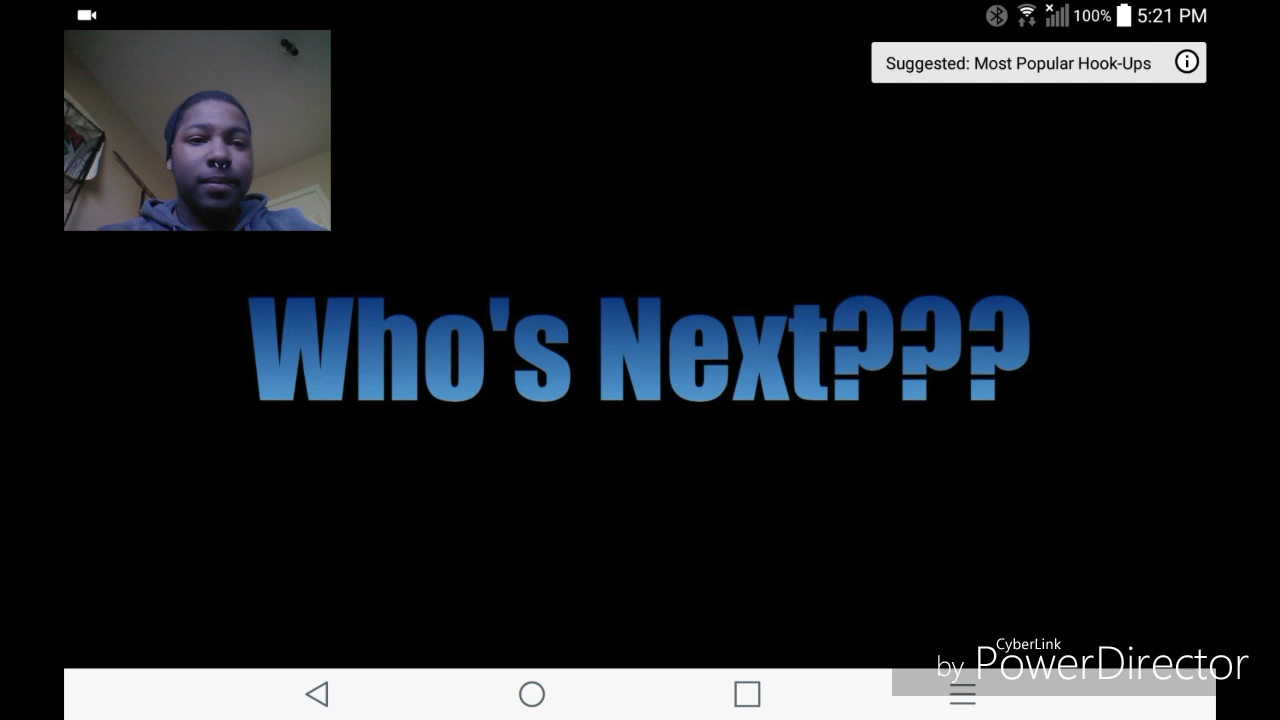 100% 5:21 PM
Suggested: Most Popular Hook-Ups
Who's Next???
CyberLink
by PowerDirector